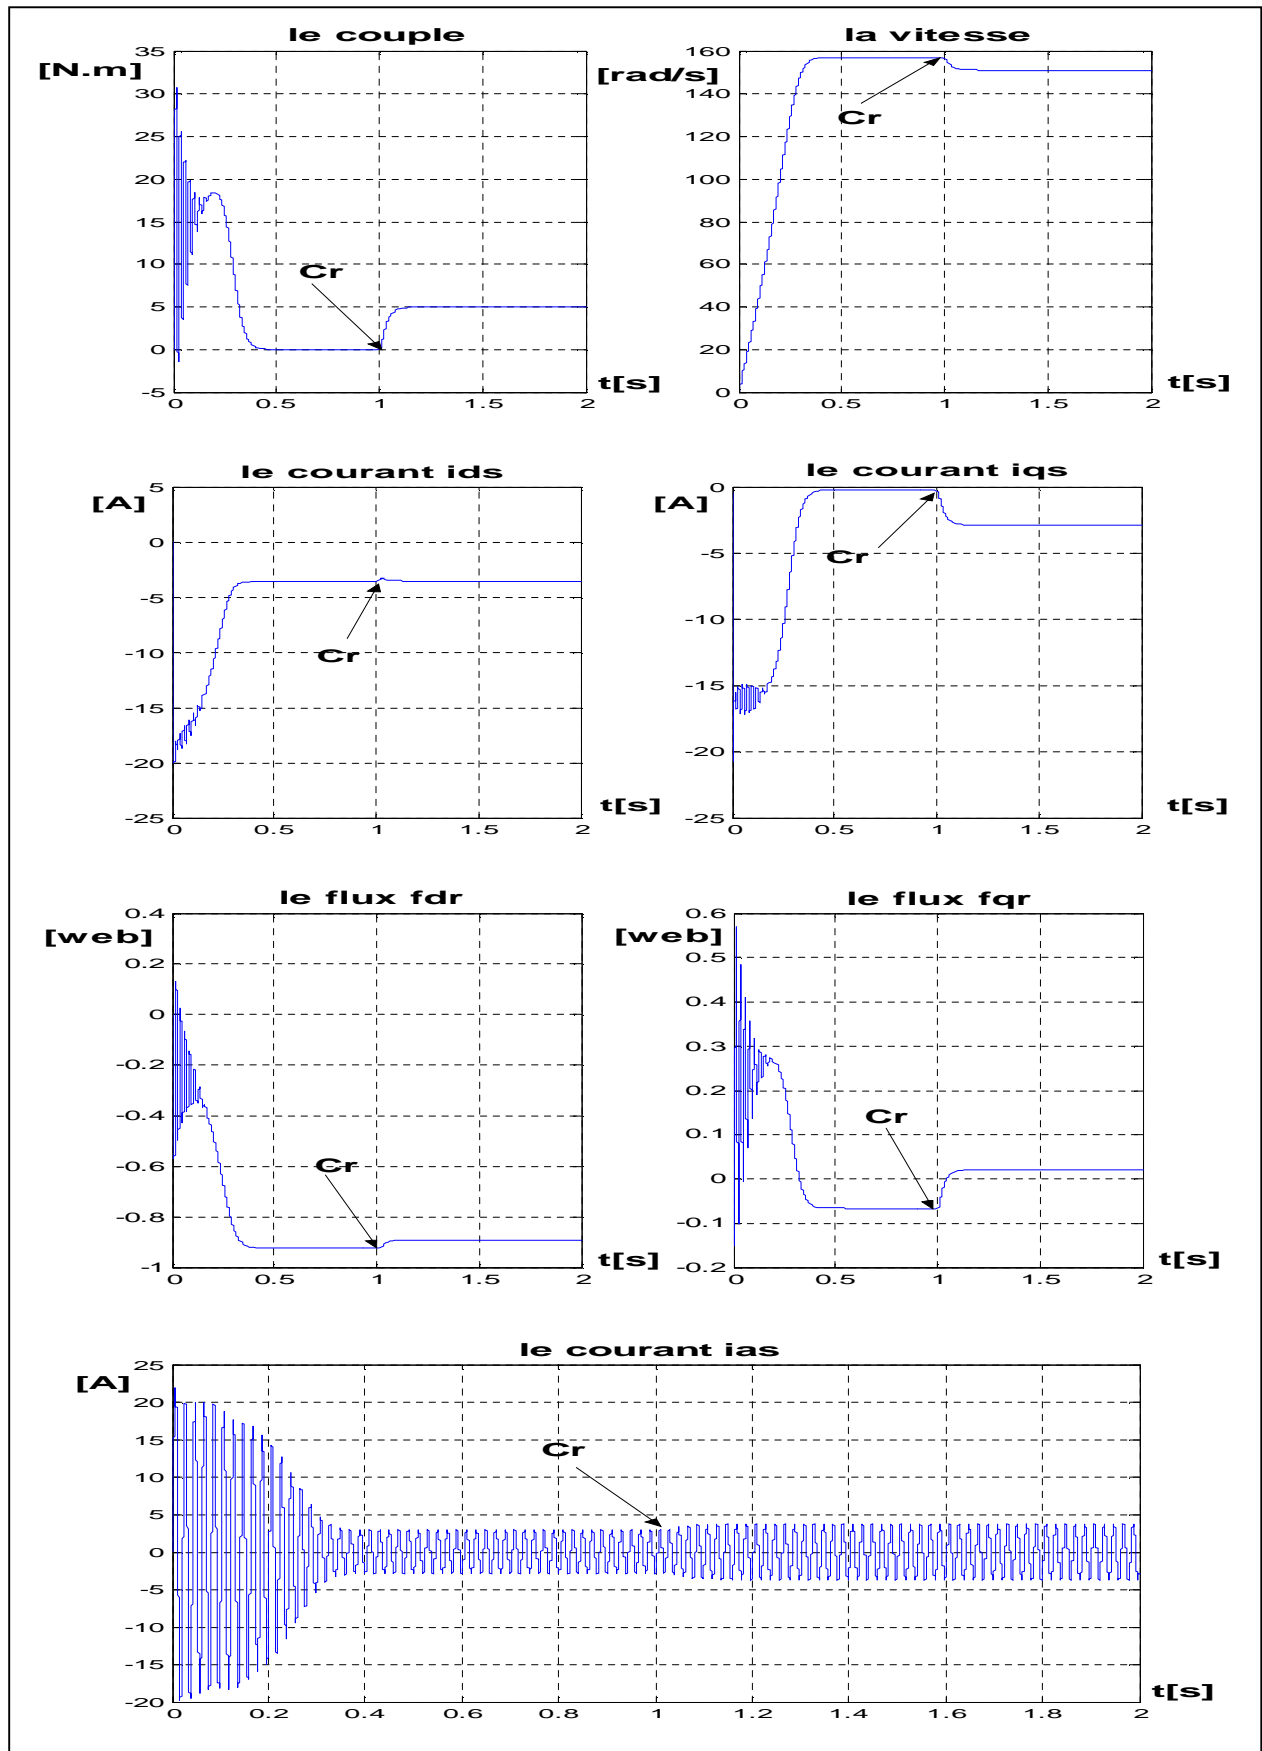 le couple
[N.m]
35
30
25
20
15
10
5
0
-5
Cr
t[s]
0 0.5 1 1.5 2
la vitesse
[rad/s]
160
140
120
100
80
60
40
20
0
Cr
t[s]
0 0.5 1 1.5 2
le courant ids
[A]
5
0
-5
-10
-15
-20
-25
Cr
t[s]
0 0.5 1 1.5 2
le courant iqs
[A]
0
-5
-10
-15
-20
-25
Cr
t[s]
0 0.5 1 1.5 2
le flux fdr
[web]
0.4
0.2
0
-0.2
-0.4
-0.6
-0.8
-1
Cr
t[s]
0 0.5 1 1.5 2
le flux fqr
[web]
0.6
0.5
0.4
0.3
0.2
0.1
0
-0.1
-0.2
Cr
t[s]
0 0.5 1 1.5 2
le courant ias
[A]
25
20
15
10
5
0
-5
-10
-15
-20
Cr
t[s]
0 0.2 0.4 0.6 0.8 1 1.2 1.4 1.6 1.8 2